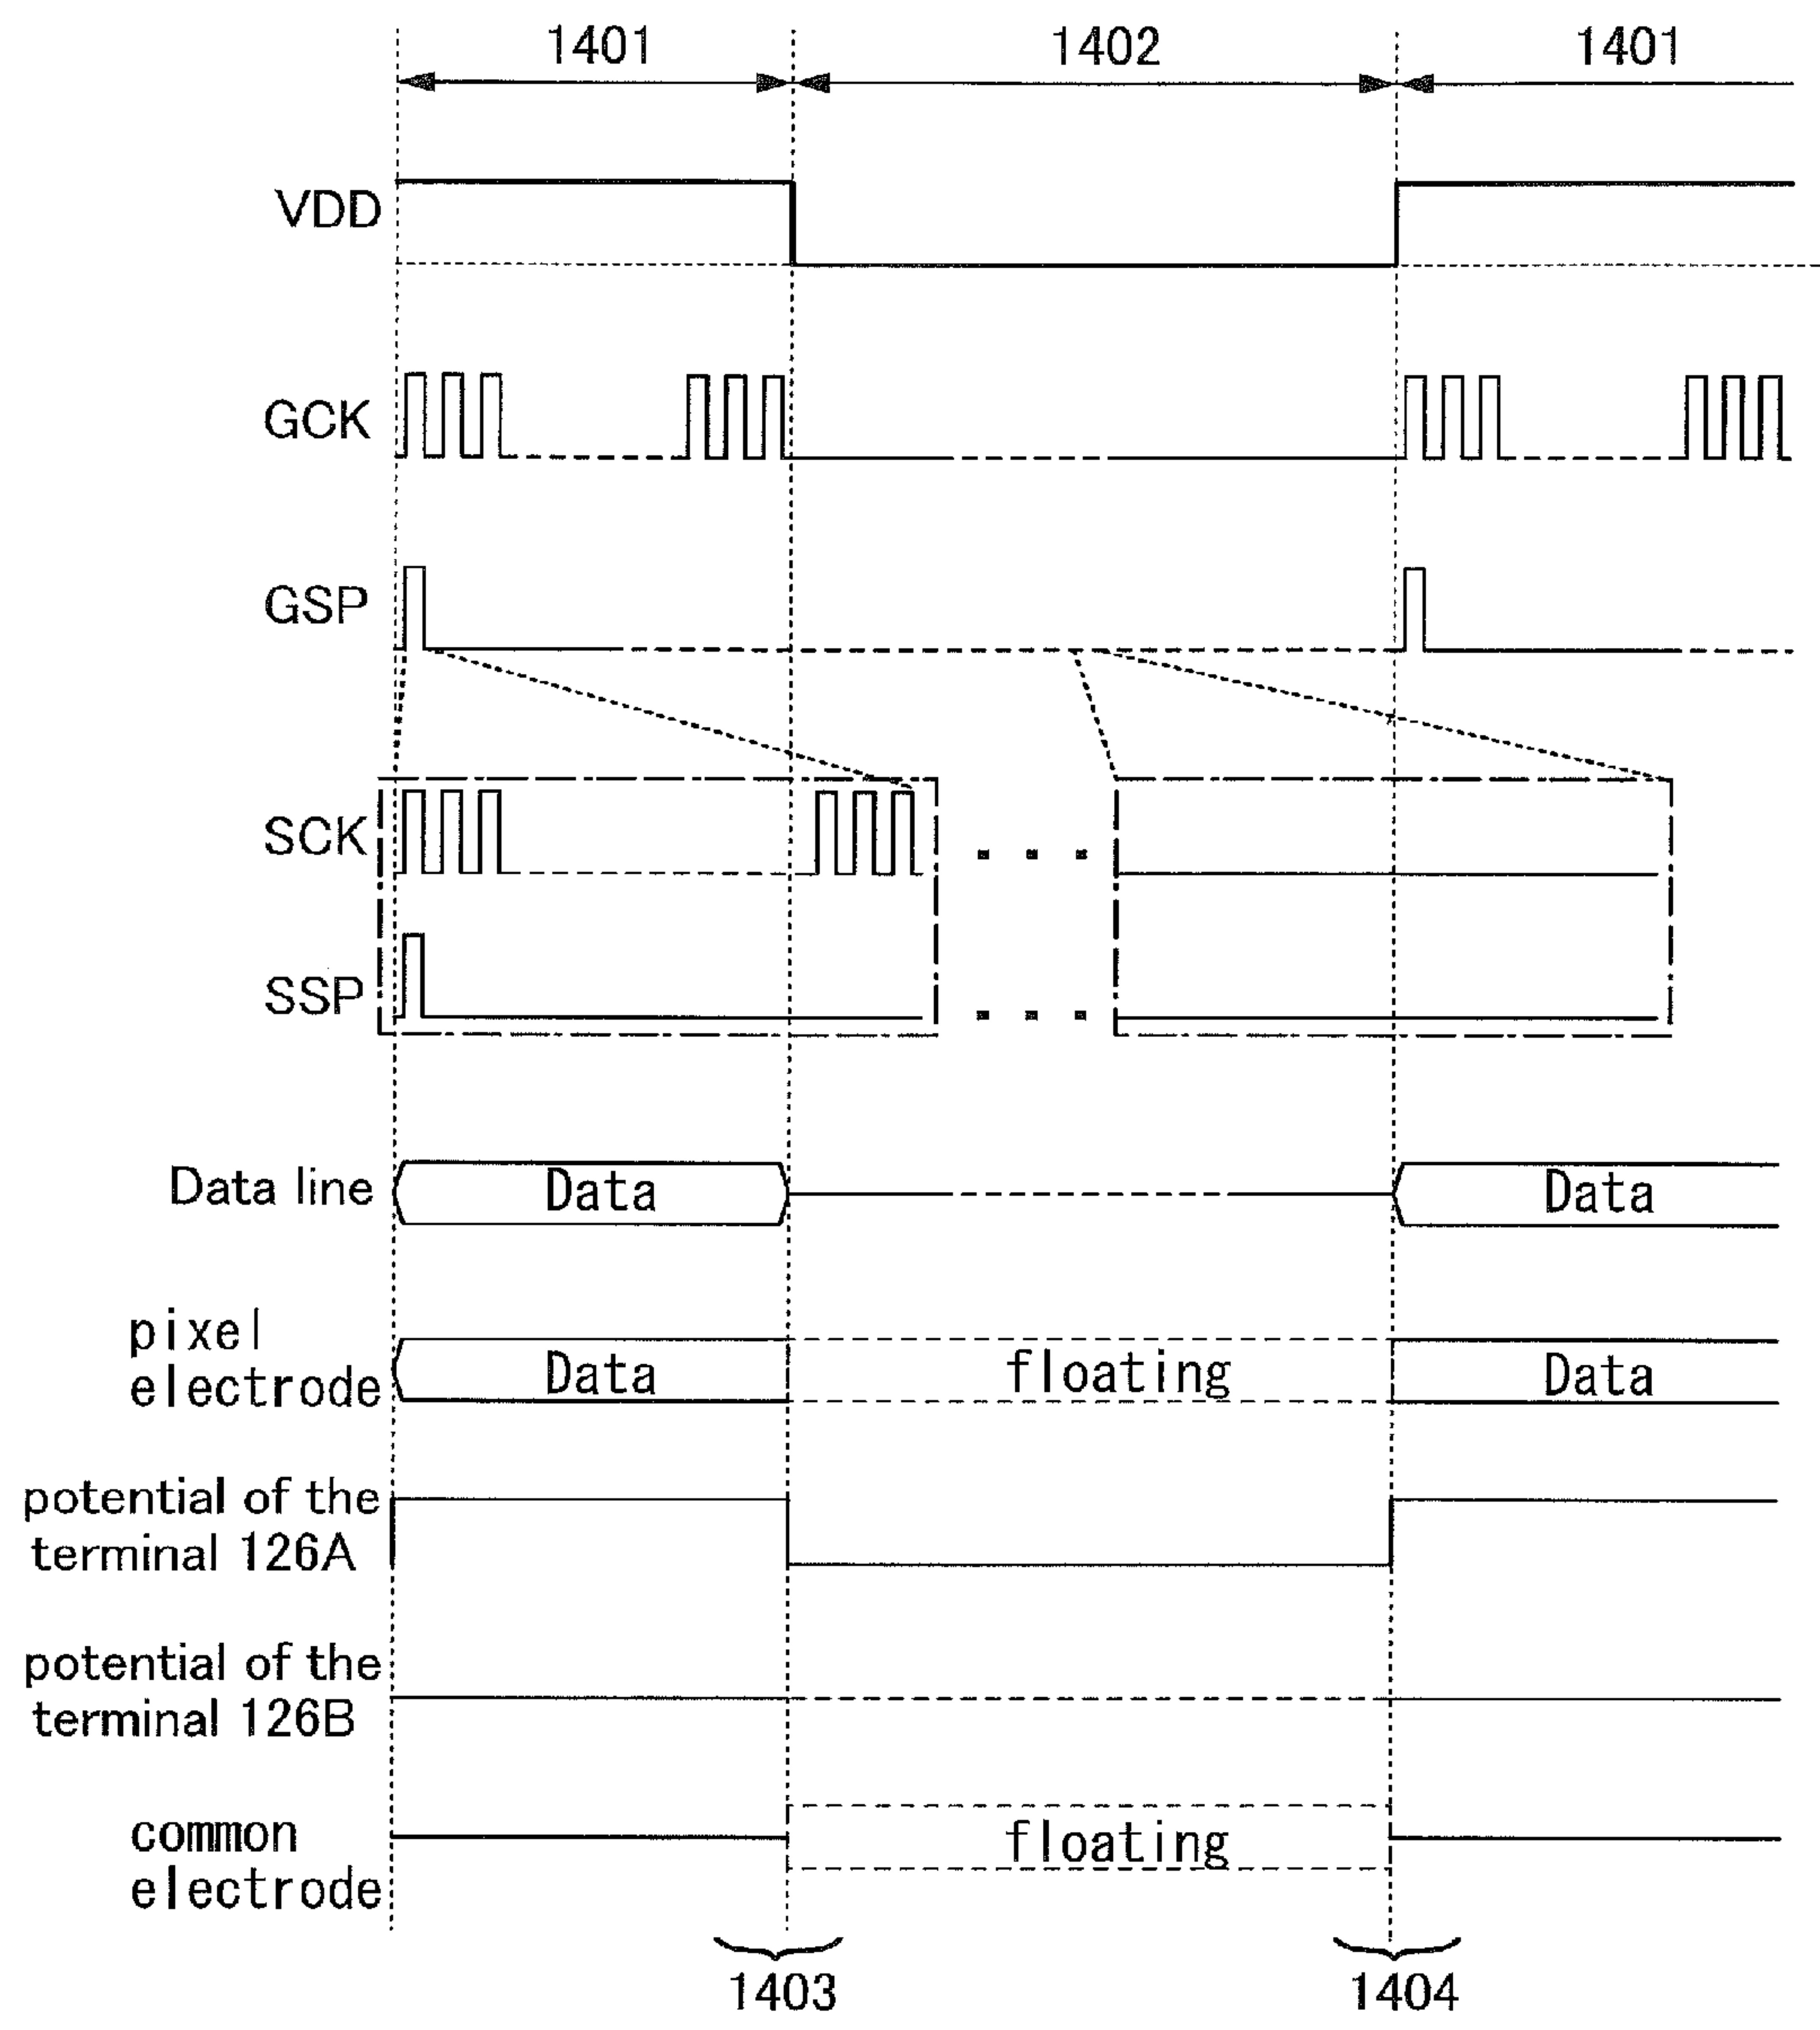 1401
1402
1401
VDD
GCK
GSP
SCK
SSP
Data line
Data
Data
pixel
electrode
Data
floating
Data
potential of the
terminal 126A
potential of the
terminal 126B
common
electrode
floating
1403
1404